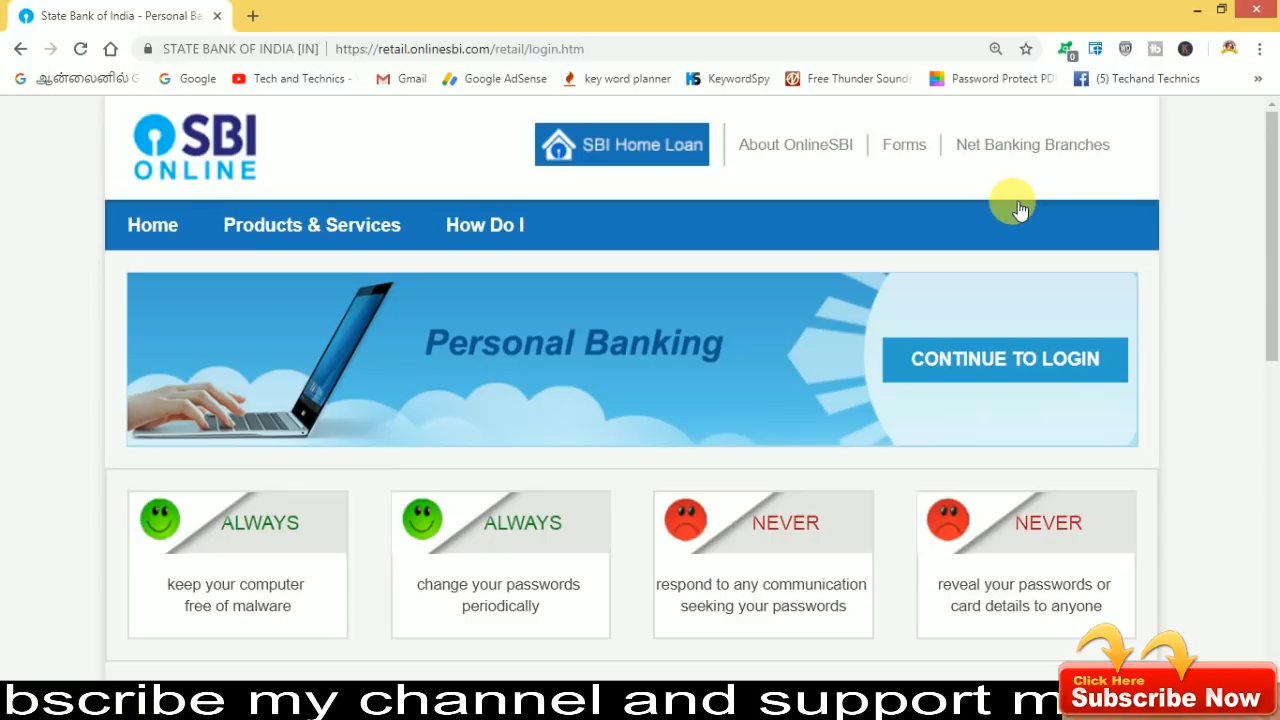 State Bank of India - Personal Ba
STATE BANK OF INDIA [IN] https://retail.onlinesbi.com/retail/login.htm
ஆன்லைனில் G Google Tech and Technics - Gmail Google AdSense key word planner KeywordSpy Free Thunder Sounds Password Protect PD (5) Techand Technics »
SBI
ONLINE
SBI Home Loan About OnlineSBI Forms Net Banking Branches
Home Products & Services How Do I
Personal Banking
CONTINUE TO LOGIN
ALWAYS
keep your computer
free of malware
ALWAYS
change your passwords
periodically
NEVER
respond to any communication
seeking your passwords
NEVER
reveal your passwords or
card details to anyone
bscribe my channel and support m
Click Here
Subscribe Now